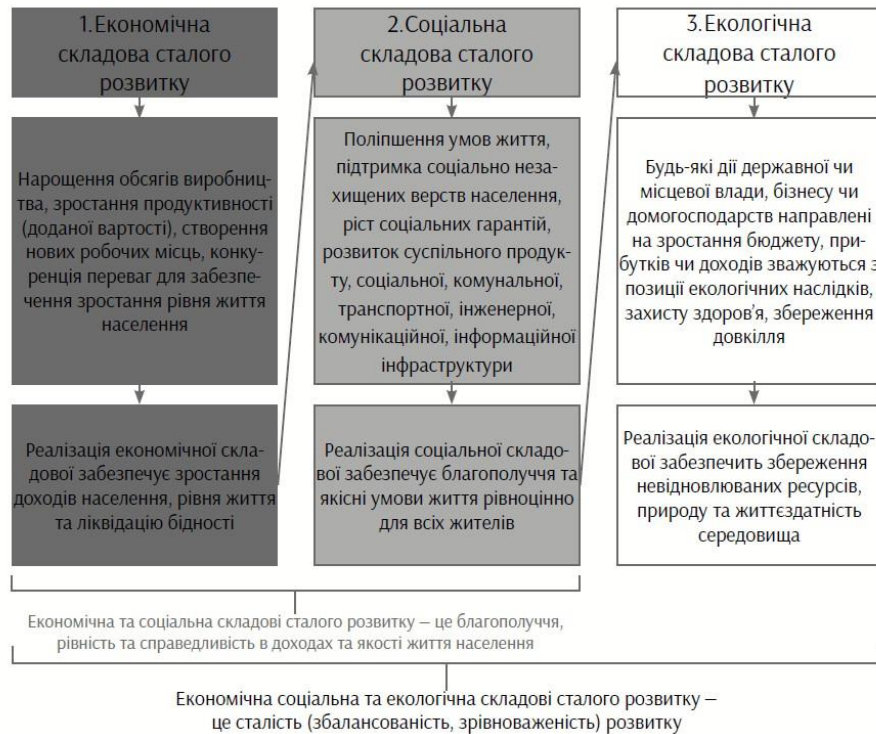 1.Економічна
складова сталого
розвитку
Нарощення обсягів виробницт-
тва, зростання продуктивності
(доданої вартості), створення
нових робочих місць, конку-
ренція переваг для забезпе-
чення зростання рівня життя
населення
Реалізація економічної скла-
дової забезпечує зростання
доходів населення, рівня життя
та ліквідацію бідності
2.Соціальна
складова сталого
розвитку
Поліпшення умов життя,
підтримка соціально неза-
хищених верств населення,
ріст соціальних гарантій,
розвиток суспільного продук-
ту, соціальної, комунальної,
транспортної, інженерної,
комунікаційної, інформаційної
інфраструктури
Реалізація соціальної складо-
вої забезпечує благополуччя та
якісні умови життя рівноцінно
для всіх жителів
3.Екологічна
складова сталого
розвитку
Будь-які дії державної чи
місцевої влади, бізнесу чи
домогосподарств направлені
на зростання бюджету, при-
бутків чи доходів зважуються з
позиції екологічних наслідків,
захисту здоров’я, збереження
довкілля
Реалізація екологічної складо-
вої забезпечить збереження
невідновлюваних ресурсів,
природу та життєздатність
середовища
Економічна та соціальна складові сталого розвитку – це благополуччя,
рівність та справедливість в доходах та якості життя населення
Економічна соціальна та екологічна складові сталого розвитку –
це сталість (збалансованість, зрівноваженість) розвитку